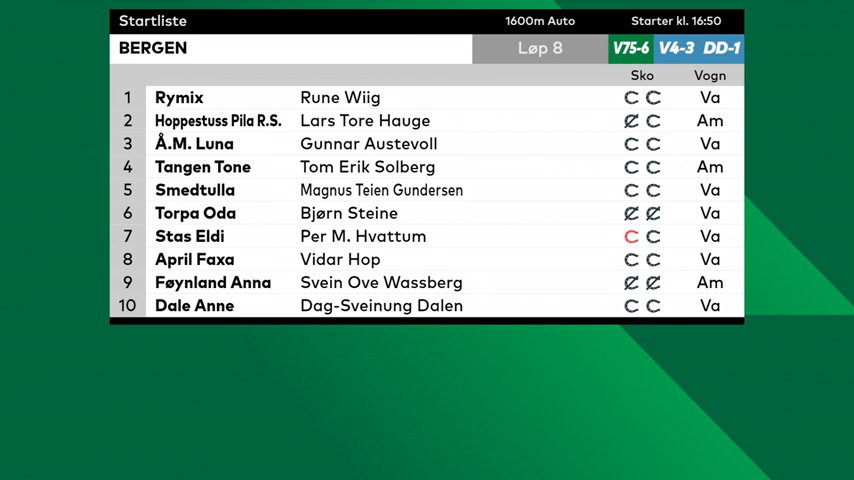 Startliste 1600m Auto Starter kl. 16:50
BERGEN Løp 8 V75-6 V4-3 DD-1
Sko Vogn
1 Rymix Rune Wiig Va
2 Hoppestuss Pila R.S. Lars Tore Hauge Am
3 Å.M. Luna Gunnar Austevoll Va
4 Tangen Tone Tom Erik Solberg Am
5 Smedtulla Magnus Teien Gundersen Va
6 Torpa Oda Bjørn Steine Va
7 Stas Eldi Per M. Hvattum Va
8 April Faxa Vidar Hop Va
9 Føynland Anna Svein Ove Wassberg Am
10 Dale Anne Dag-Sveinung Dalen Va